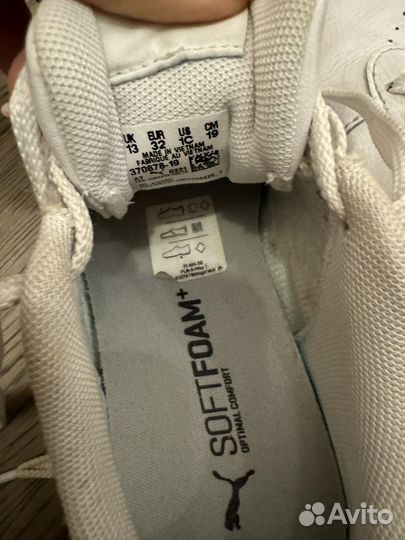 UK EUR US CM
13 32 1C 19
MADE IN VIETNAM
FABRIQUÉ AU VIETNAM
370678-19
SOFTFOAM+
OPTIMAL COMFORT
Avito